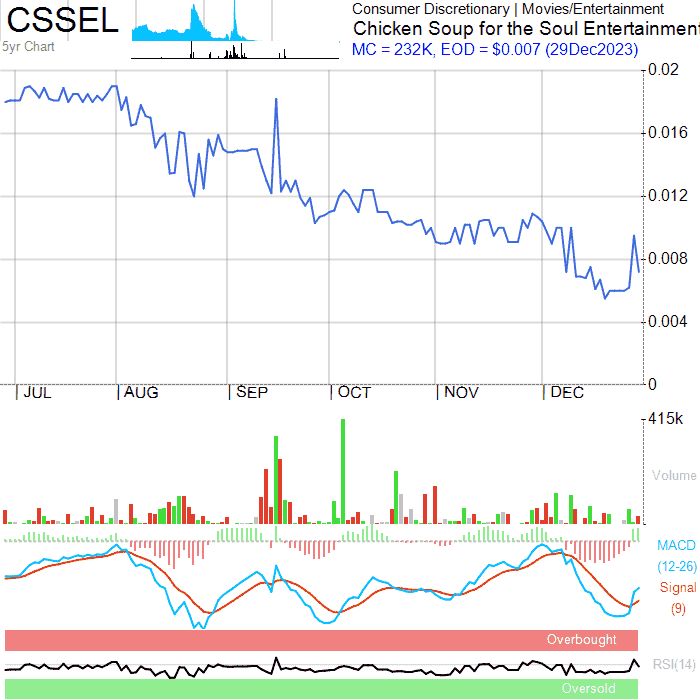 CSSEL
5yr Chart
Consumer Discretionary | Movies/Entertainment
Chicken Soup for the Soul Entertainment
MC = 232K, EOD = $0.007 (29Dec2023)
0.02
0.016
0.012
0.008
0.004
0
JUL AUG SEP OCT NOV DEC
415k
Volume
MACD
(12-26)
Signal
(9)
Overbought
RSI(14)
Oversold